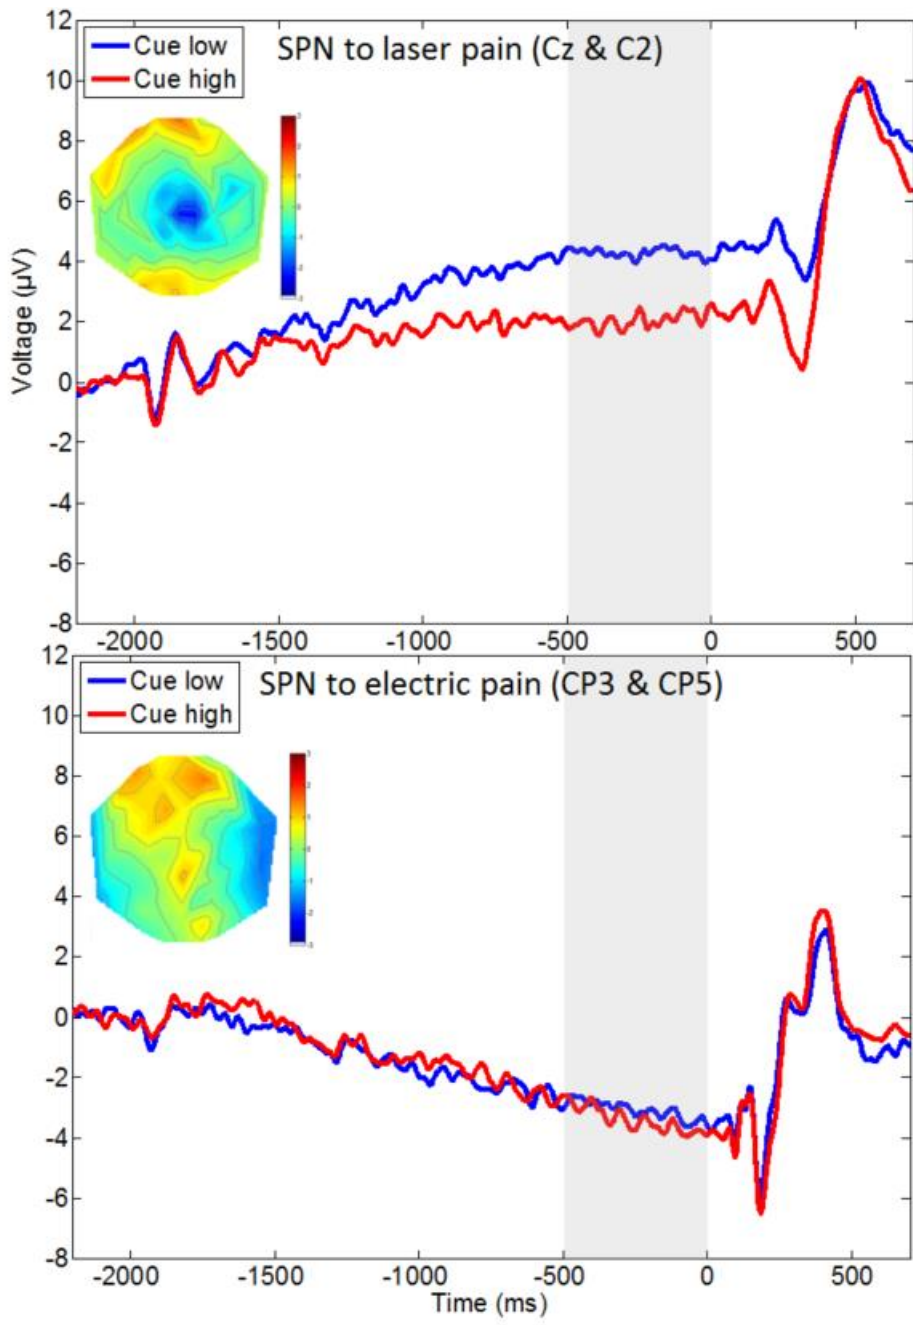 12
Cue low
SPN to laser pain (Cz & C2)
Cue high
10
8
6
4
2
0
-2
-4
-6
-8
Voltage (µV)
-2000 -1500 -1000 -500 0 500
12
Cue low
SPN to electric pain (CP3 & CP5)
Cue high
10
8
6
4
2
0
-2
-4
-6
-8
-2000 -1500 -1000 -500 0 500
Time (ms)